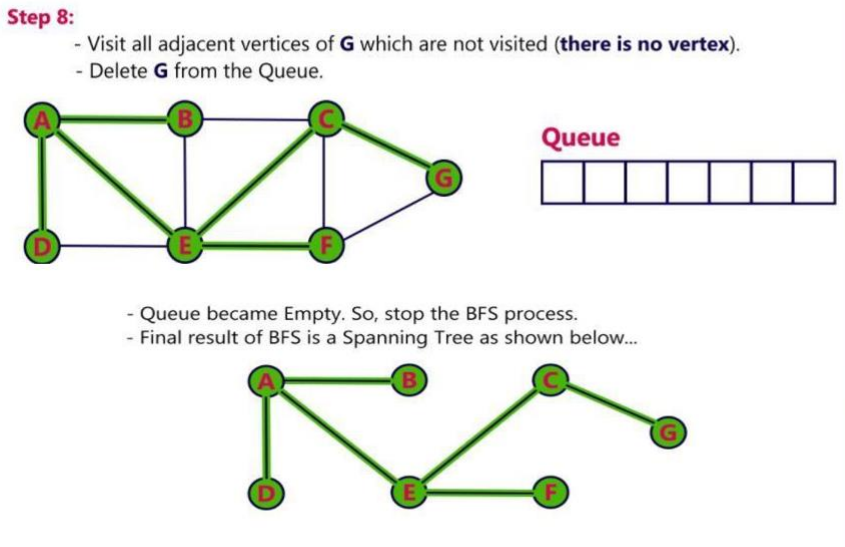 Step 8:
- Visit all adjacent vertices of G which are not visited (there is no vertex).
- Delete G from the Queue.
A B C
Queue
G
D E F
- Queue became Empty. So, stop the BFS process.
- Final result of BFS is a Spanning Tree as shown below...
A B C
G
D E F